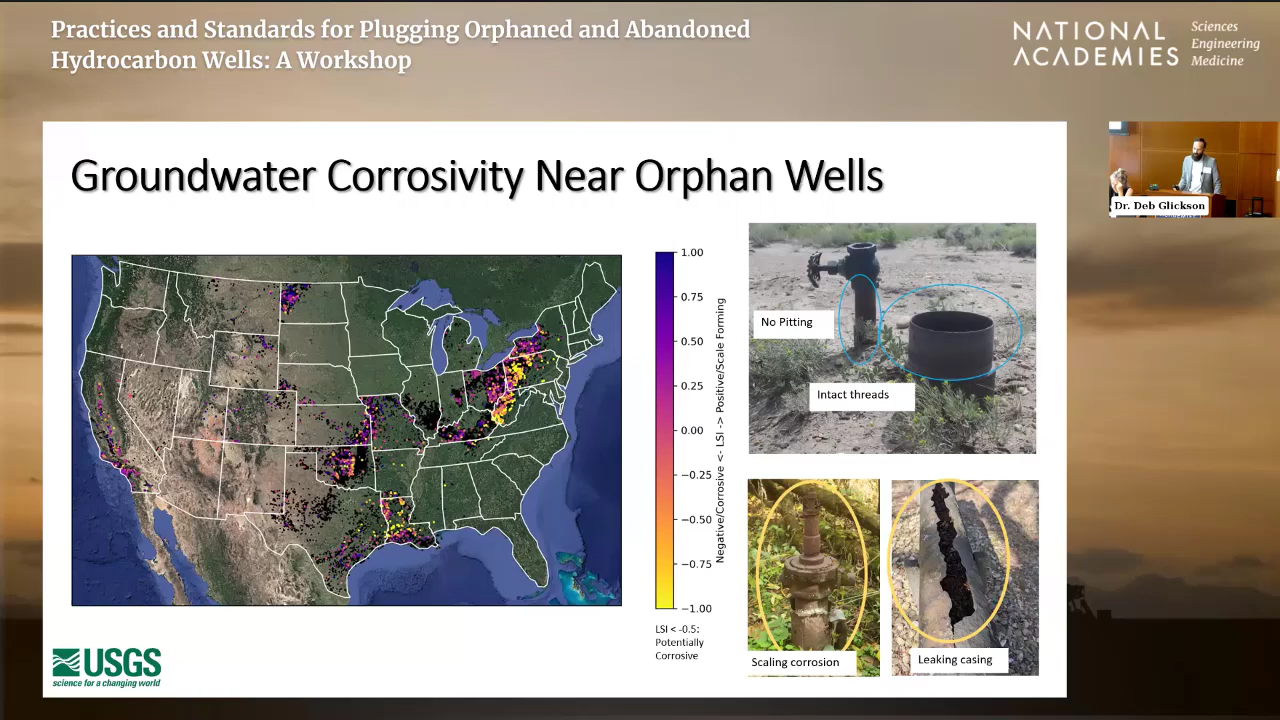 Practices and Standards for Plugging Orphaned and Abandoned
Hydrocarbon Wells: A Workshop
NATIONAL
ACADEMIES
Sciences
Engineering
Medicine
Groundwater Corrosivity Near Orphan Wells
Dr. Deb Glickson
1.00
0.75
0.50
0.25
0.00
−0.25
−0.50
−0.75
−1.00
Negative/Corrosive <- LSI -> Positive/Scale Forming
LSI < -0.5:
Potentially
Corrosive
No Pitting
Intact threads
Scaling corrosion
Leaking casing
USGS
science for a changing world